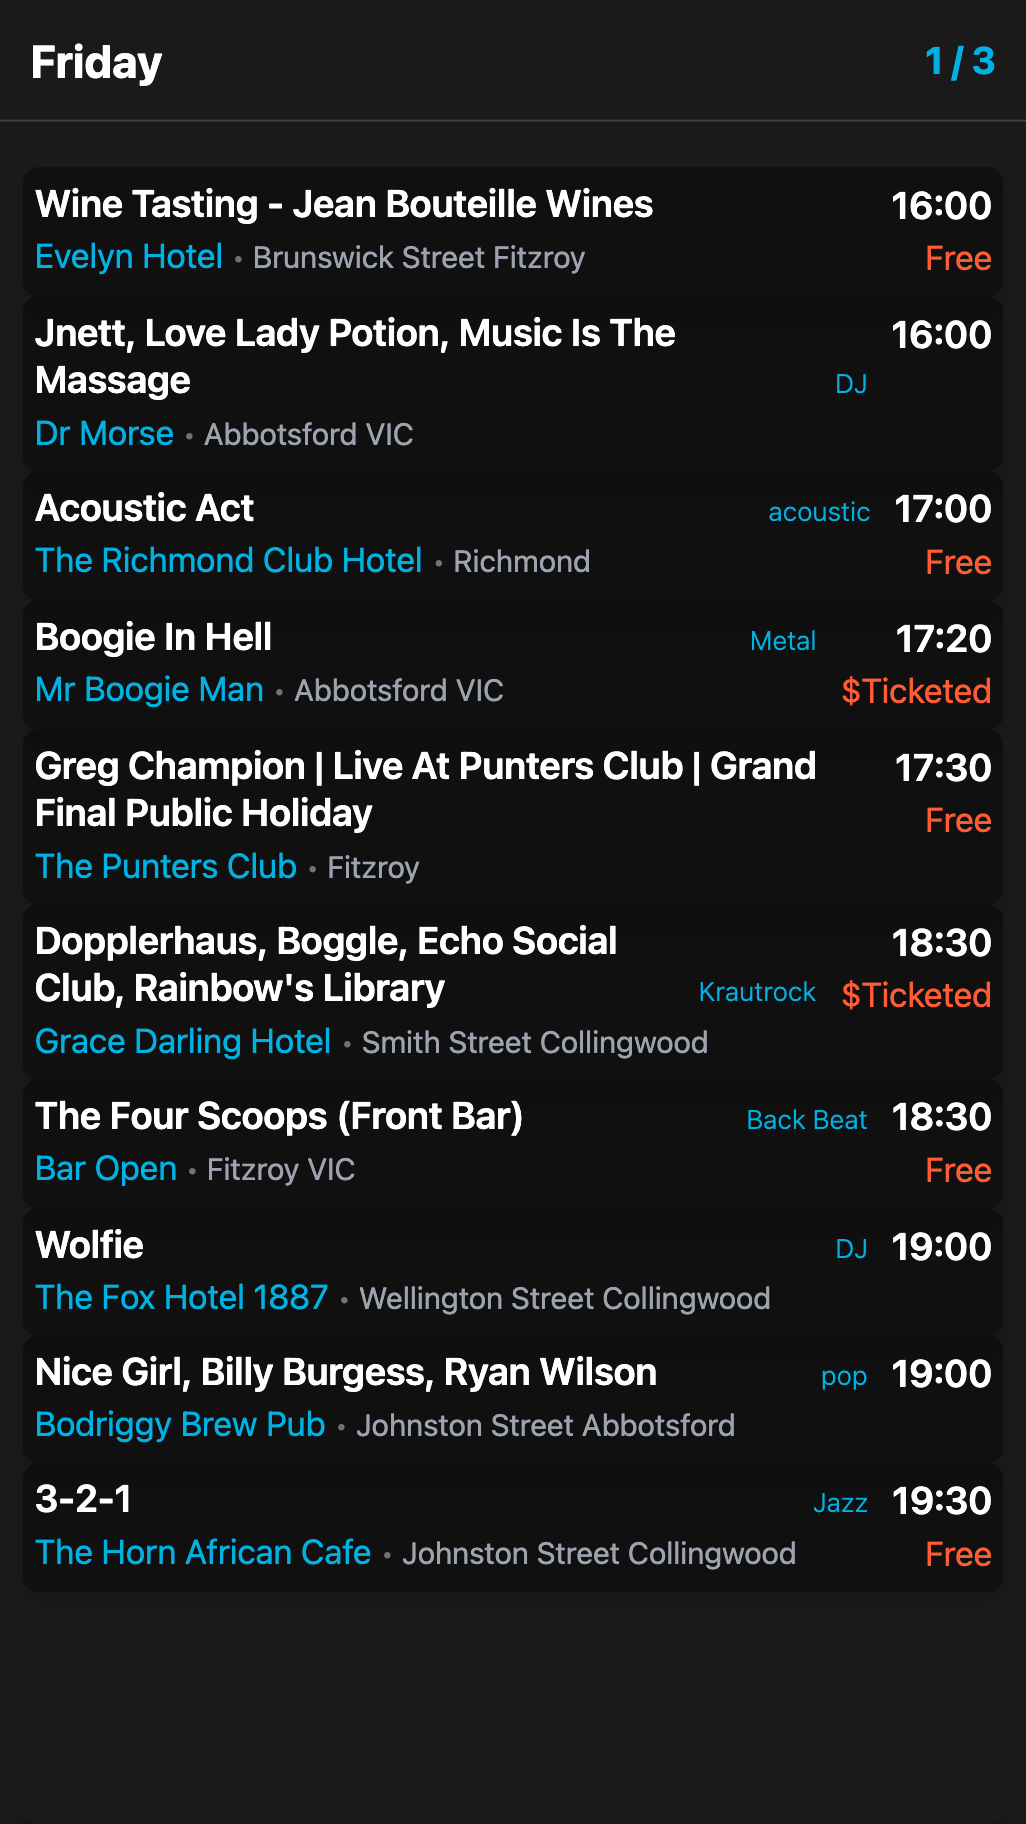 Friday
1 / 3
Wine Tasting - Jean Bouteille Wines
16:00
Evelyn Hotel • Brunswick Street Fitzroy
Free
Jnett, Love Lady Potion, Music Is The
Massage
16:00
DJ
Dr Morse • Abbotsford VIC
Acoustic Act
acoustic
17:00
The Richmond Club Hotel • Richmond
Free
Boogie In Hell
Metal
17:20
Mr Boogie Man • Abbotsford VIC
$Ticketed
Greg Champion | Live At Punters Club | Grand
Final Public Holiday
17:30
Free
The Punters Club • Fitzroy
Dopplerhaus, Boggle, Echo Social
Club, Rainbow's Library
18:30
Krautrock
$Ticketed
Grace Darling Hotel • Smith Street Collingwood
The Four Scoops (Front Bar)
Back Beat
18:30
Bar Open • Fitzroy VIC
Free
Wolfie
DJ
19:00
The Fox Hotel 1887 • Wellington Street Collingwood
Nice Girl, Billy Burgess, Ryan Wilson
pop
19:00
Bodriggy Brew Pub • Johnston Street Abbotsford
3-2-1
Jazz
19:30
The Horn African Cafe • Johnston Street Collingwood
Free